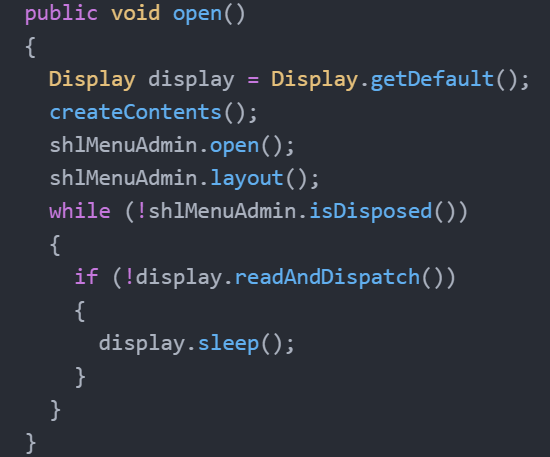 public void open()
{
  Display display = Display.getDefault();
  createContents();
  shlMenuAdmin.open();
  shlMenuAdmin.layout();
  while (!shlMenuAdmin.isDisposed())
  {
    if (!display.readAndDispatch())
    {
      display.sleep();
    }
  }
}